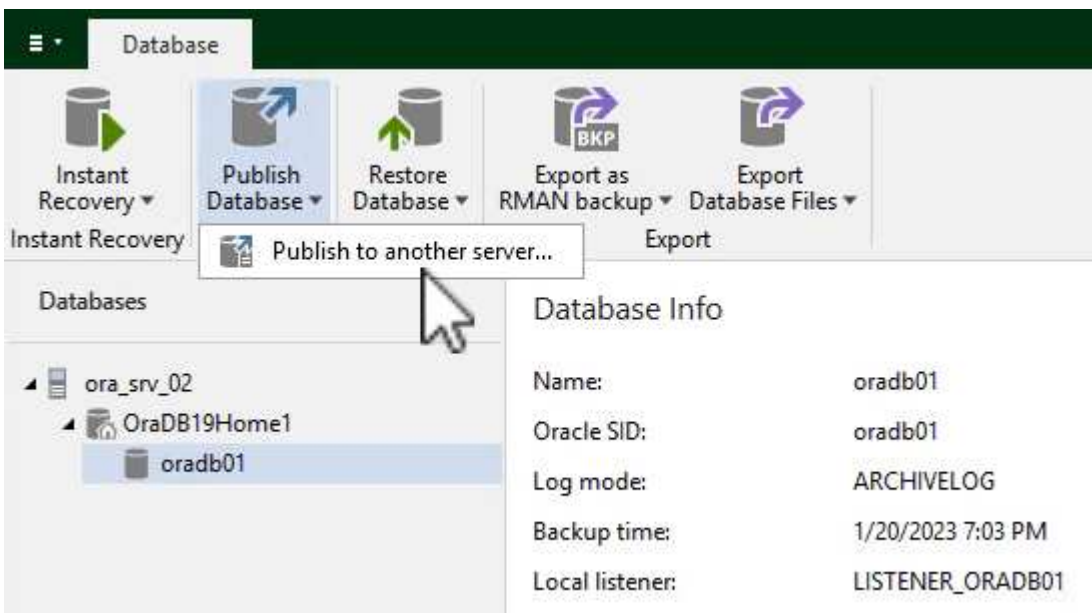 Database
Instant
Recovery
Publish
Database
Restore
Database
BKP
Export as
RMAN backup
Export
Database Files
Instant Recovery
Export
Publish to another server...
Databases
ora_srv_02
OraDB19Home1
oradb01
Database Info
Name: oradb01
Oracle SID: oradb01
Log mode: ARCHIVELOG
Backup time: 1/20/2023 7:03 PM
Local listener: LISTENER_ORADB01